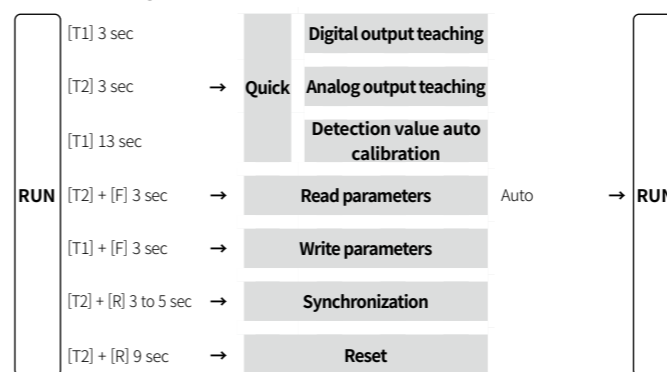 [T1] 3 sec Digital output teaching
[T2] 3 sec → Quick Analog output teaching
[T1] 13 sec Detection value auto
calibration
RUN [T2] + [F] 3 sec → Read parameters Auto → RUN
[T1] + [F] 3 sec → Write parameters
[T2] + [R] 3 to 5 sec → Synchronization
[T2] + [R] 9 sec → Reset